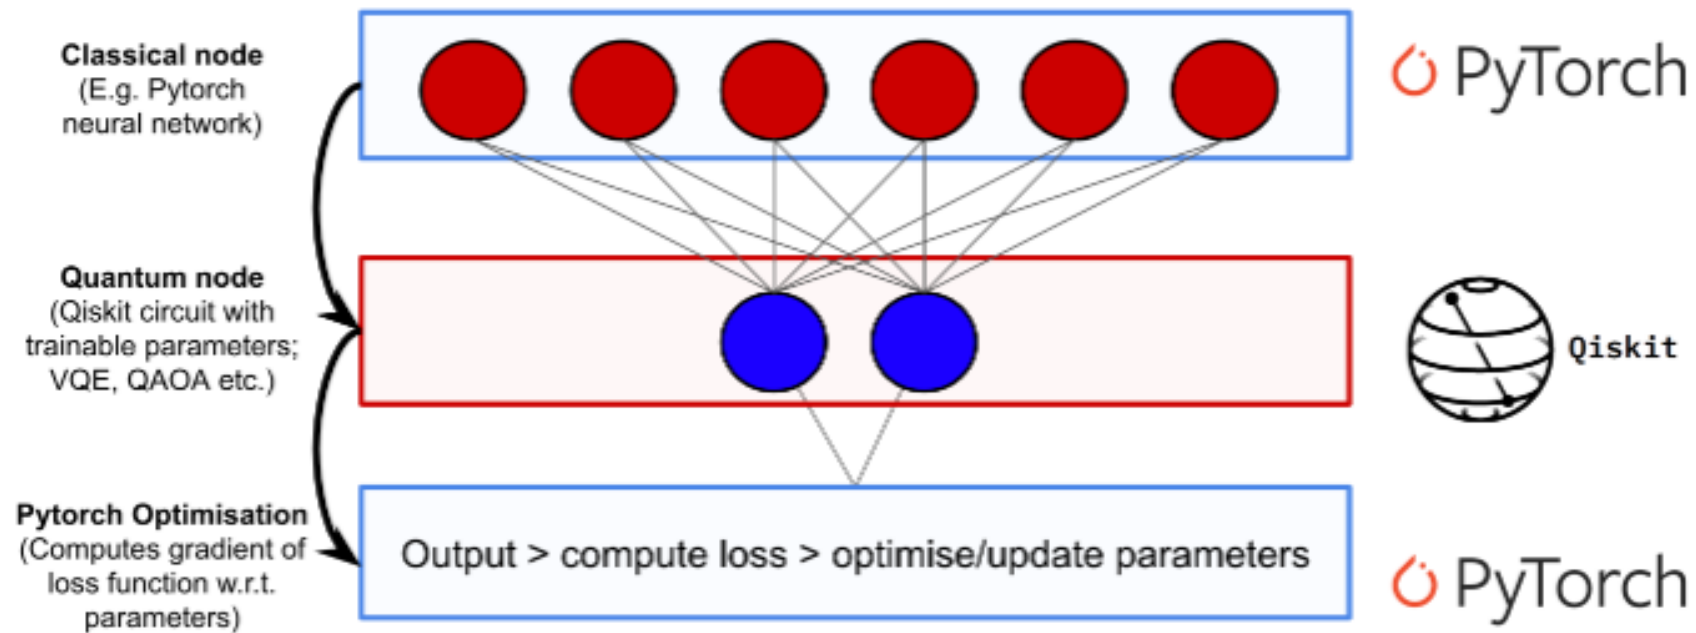 Classical node
(E.g. Pytorch
neural network)
PyTorch
Quantum node
(Qiskit circuit with
trainable parameters;
VQE, QAOA etc.)
Qiskit
Pytorch Optimisation
(Computes gradient of
loss function w.r.t.
parameters)
Output > compute loss > optimise/update parameters
PyTorch